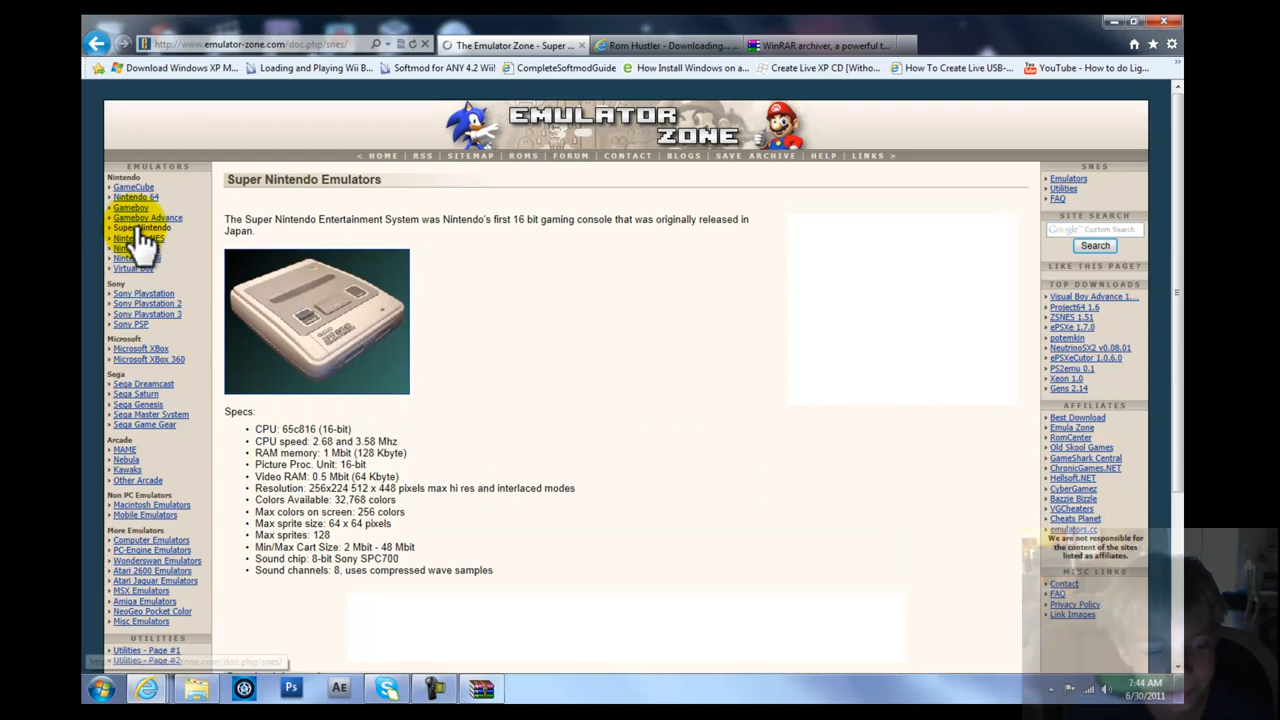 http://www.emulator-zone.com/doc.php/snes/
The Emulator Zone - Super ...
Rom Hustler - Downloading...
WinRAR archiver, a powerful t...
Download Windows XP M...
Loading and Playing Wii B...
Softmod for ANY 4.2 Wii!
CompleteSoftmodGuide
How Install Windows on a...
Create Live XP CD [Witho...
How To Create Live USB-...
YouTube - How to do Lig...
EMULATOR
ZONE
< HOME | RSS | SITEMAP | ROMS | FORUM | CONTACT | BLOGS | SAVE ARCHIVE | HELP | LINKS >
EMULATORS
Nintendo
GameCube
Nintendo 64
Gameboy
Gameboy Advance
Super Nintendo
Virtual Boy
Sony
Sony Playstation
Sony Playstation 2
Sony Playstation 3
Sony PSP
Microsoft
Microsoft XBox
Microsoft XBox 360
Sega
Sega Dreamcast
Sega Saturn
Sega Genesis
Sega Master System
Sega Game Gear
Arcade
MAME
Nebula
Kawaks
Other Arcade
Non PC Emulators
Macintosh Emulators
Mobile Emulators
More Emulators
Computer Emulators
PC-Engine Emulators
Wonderswan Emulators
Atari 2600 Emulators
Atari Jaguar Emulators
MSX Emulators
Amiga Emulators
NeoGeo Pocket Color
Misc Emulators
UTILITIES
Utilities - Page #1
Utilities - Page #2
Super Nintendo Emulators
The Super Nintendo Entertainment System was Nintendo's first 16 bit gaming console that was originally released in
Japan.
Specs:
• CPU: 65c816 (16-bit)
• CPU speed: 2.68 and 3.58 Mhz
• RAM memory: 1 Mbit (128 Kbyte)
• Picture Proc. Unit: 16-bit
• Video RAM: 0.5 Mbit (64 Kbyte)
• Resolution: 256x224 512 x 448 pixels max hi res and interlaced modes
• Colors Available: 32,768 colors
• Max colors on screen: 256 colors
• Max sprite size: 64 x 64 pixels
• Max sprites: 128
• Min/Max Cart Size: 2 Mbit - 48 Mbit
• Sound chip: 8-bit Sony SPC700
• Sound channels: 8, uses compressed wave samples
SNES
Emulators
Utilities
FAQ
SITE SEARCH
Google™ Custom Search
Search
LIKE THIS PAGE?
TOP DOWNLOADS
Visual Boy Advance 1....
Project64 1.6
ZSNES 1.51
ePSXe 1.7.0
potemkin
NeutrinoSX2 v0.08.01
ePSXeCutor 1.0.6.0
PS2emu 0.1
Xeon 1.0
Gens 2.14
AFFILIATES
Best Download
Emula Zone
RomCenter
Old Skool Games
GameShark Central
ChronicGames.NET
Hellsoft.NET
CyberGamez
Bazzie Bizzle
VGCheaters
Cheats Planet
emulators.cc
We are not responsible for
the content of the sites
listed as affiliates.
MISC LINKS
Contact
FAQ
Privacy Policy
Link Images
Ps
AE
7:44 AM
6/30/2011